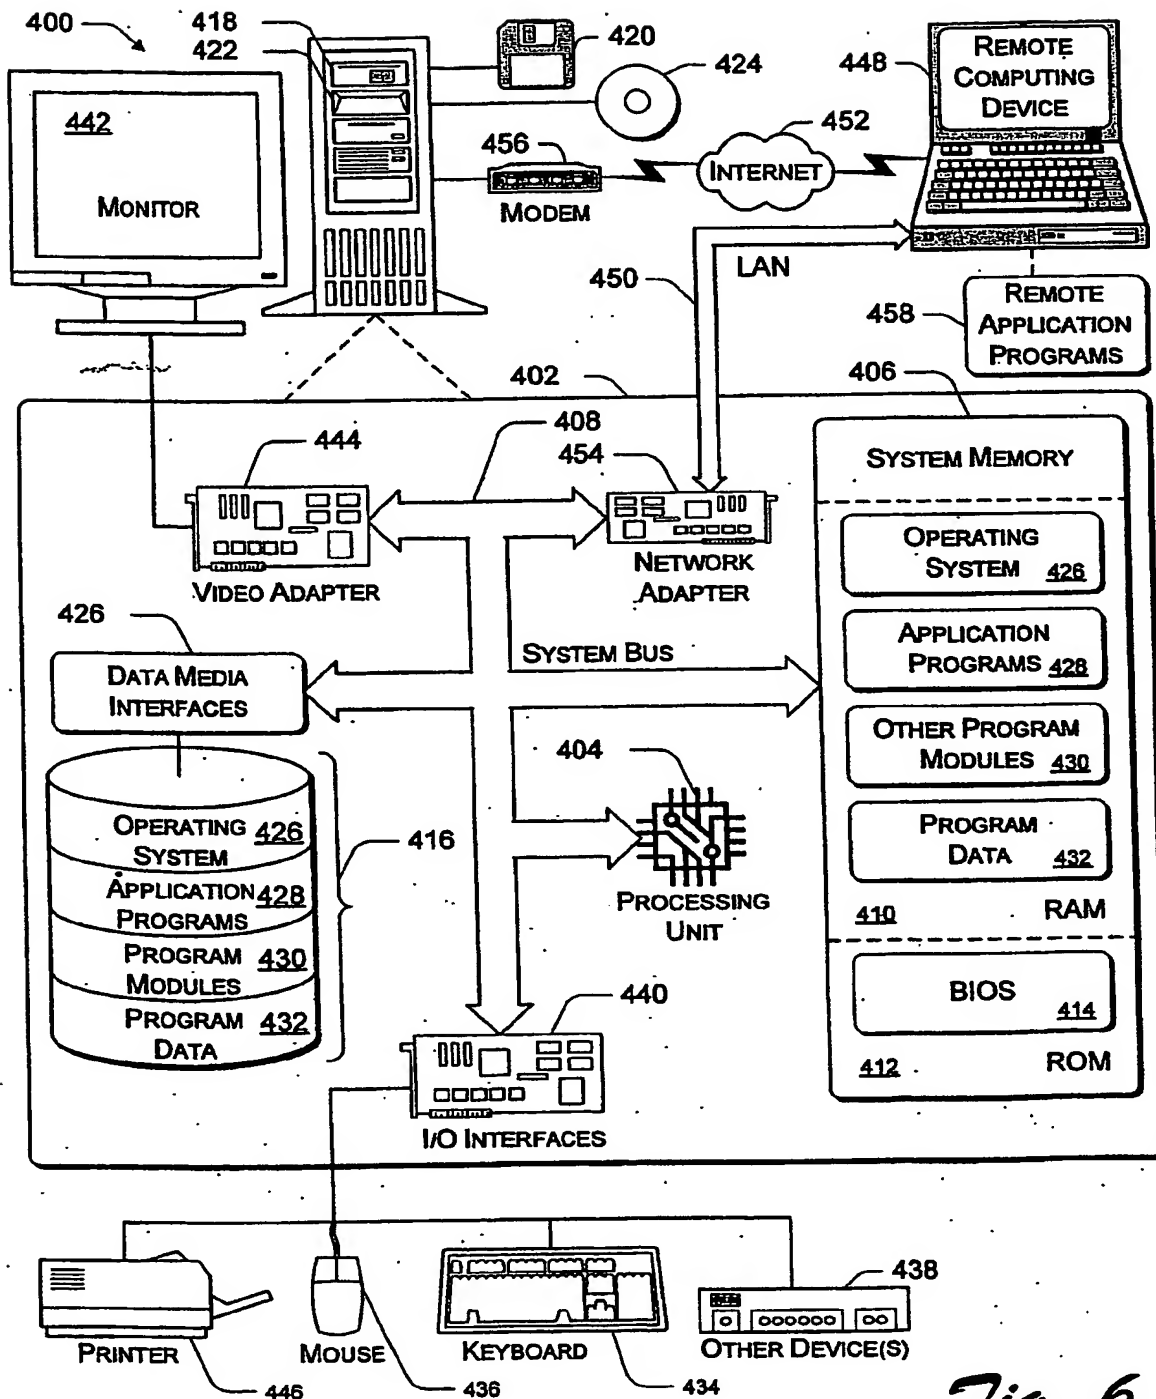 400
418
422
420
424
448
REMOTE
COMPUTING
DEVICE
442
MONITOR
456
MODEM
452
INTERNET
LAN
450
458
REMOTE
APPLICATION
PROGRAMS
402
406
444
408
454
SYSTEM MEMORY
VIDEO ADAPTER
NETWORK
ADAPTER
OPERATING
SYSTEM 426
426
DATA MEDIA
INTERFACES
SYSTEM BUS
APPLICATION
PROGRAMS 428
OTHER PROGRAM
MODULES 430
404
PROCESSING
UNIT
PROGRAM
DATA 432
410 RAM
OPERATING 426
SYSTEM
APPLICATION 428
PROGRAMS
PROGRAM 430
MODULES
PROGRAM 432
DATA
416
440
I/O INTERFACES
BIOS
414
412 ROM
PRINTER
446
MOUSE
436
KEYBOARD
434
438
OTHER DEVICE(S)
Fig. 6